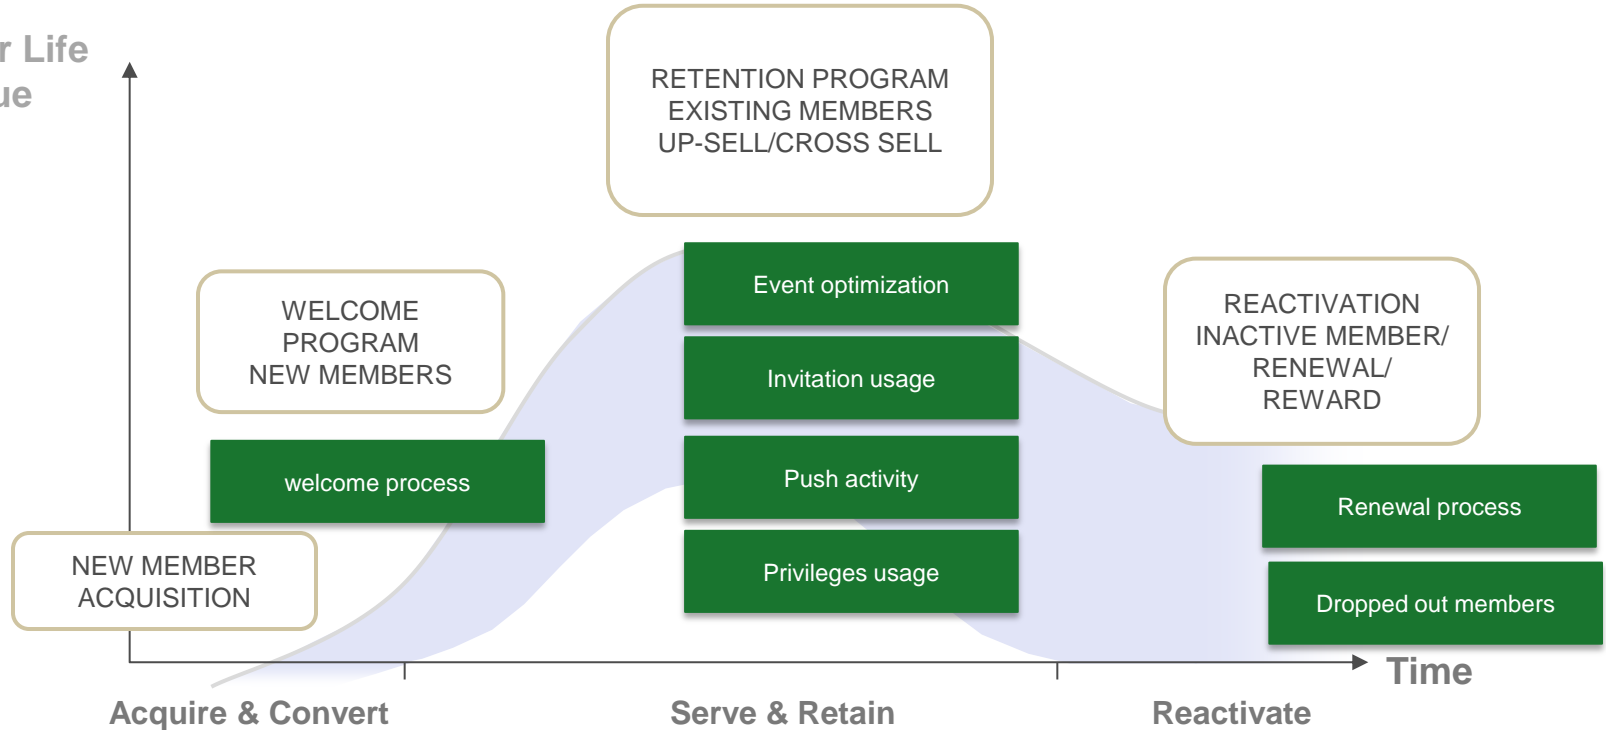 r Life
ue
RETENTION PROGRAM
EXISTING MEMBERS
UP-SELL/CROSS SELL
Event optimization
WELCOME
PROGRAM
NEW MEMBERS
REACTIVATION
INACTIVE MEMBER/
RENEWAL/
REWARD
Invitation usage
welcome process
Push activity
Renewal process
NEW MEMBER
ACQUISITION
Privileges usage
Dropped out members
Time
Acquire & Convert
Serve & Retain
Reactivate